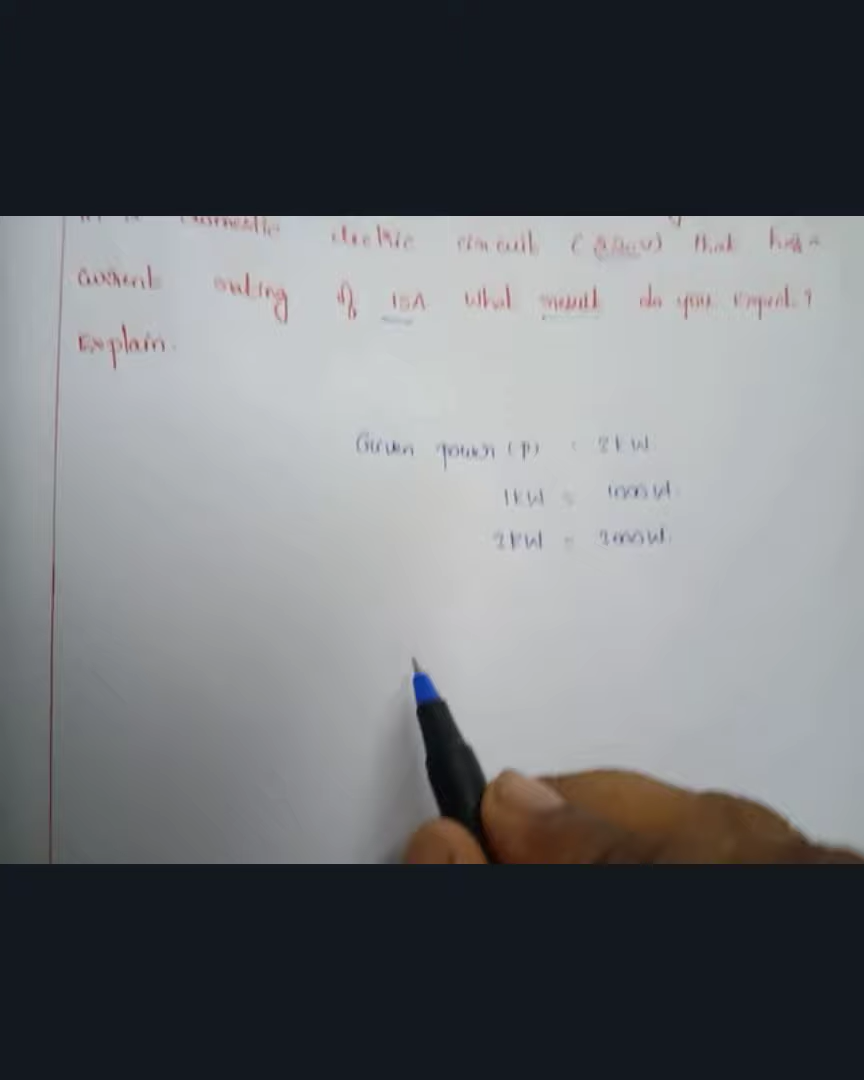 domestic electric circuit (220V) that has a
current rating of 15A what result do you expect?
Explain.
Given power (P) = 2kW
1kW = 1000W.
2kW = 2000W.